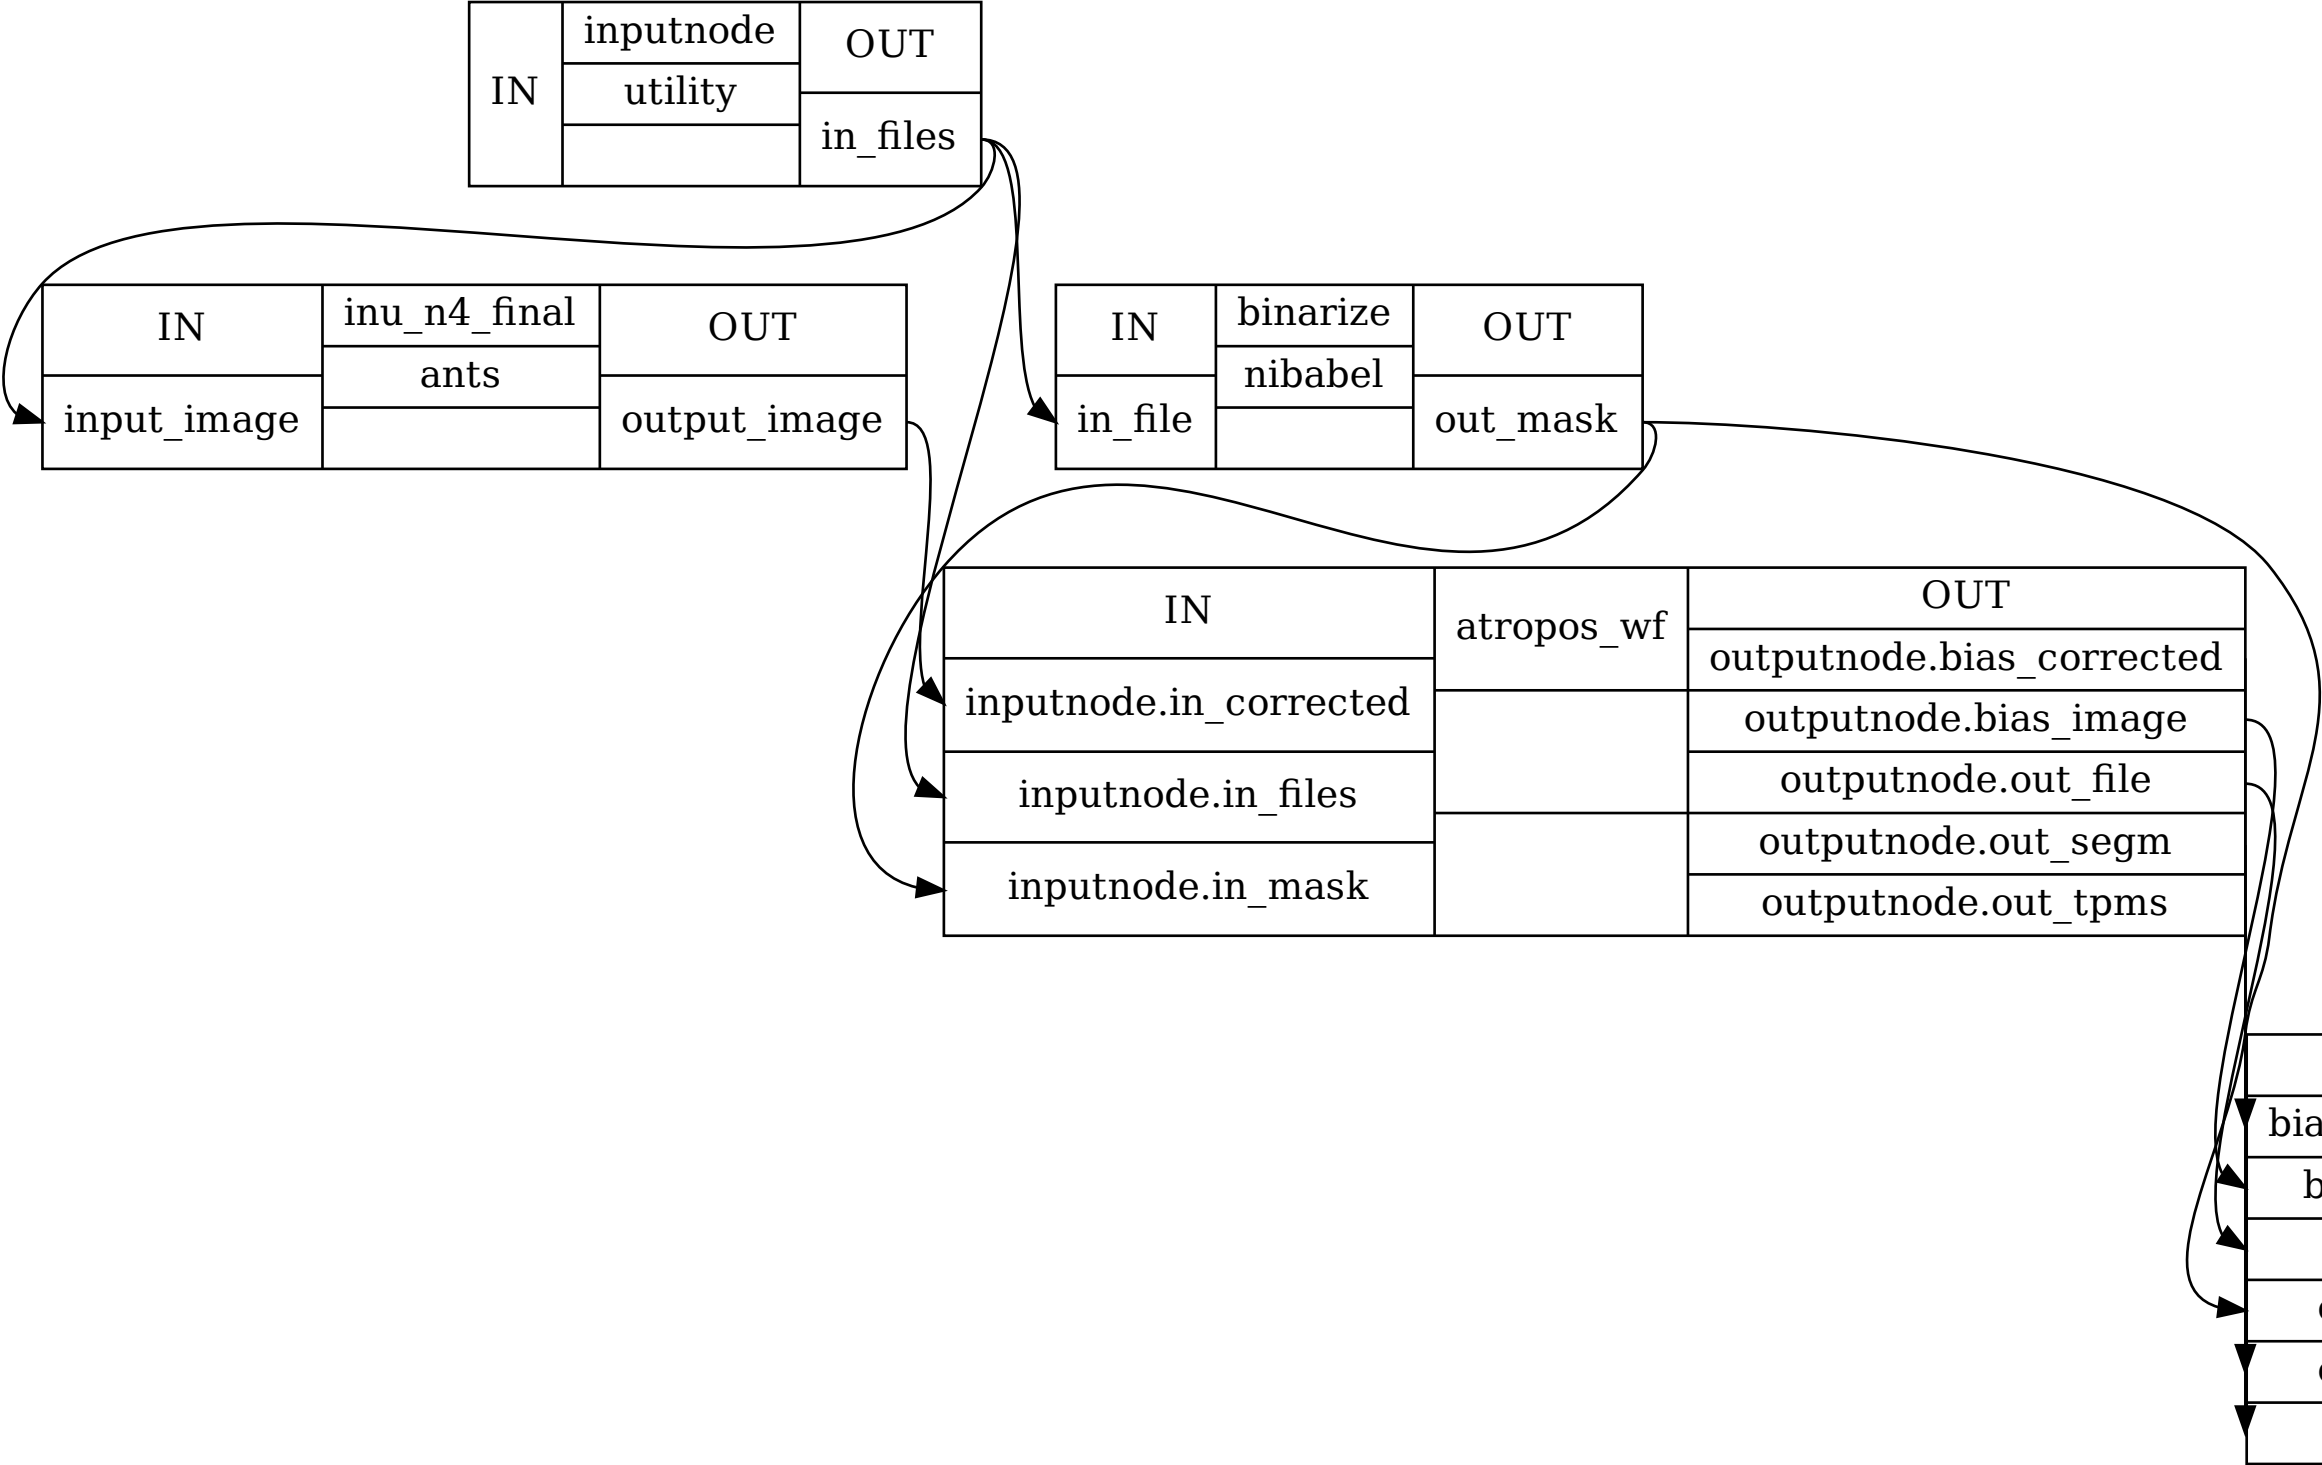 IN
inputnode
utility
OUT
in_files
IN
input_image
inu_n4_final
ants
OUT
output_image
IN
in_file
binarize
nibabel
OUT
out_mask
IN
inputnode.in_corrected
inputnode.in_files
inputnode.in_mask
atropos_wf
OUT
outputnode.bias_corrected
outputnode.bias_image
outputnode.out_file
outputnode.out_segm
outputnode.out_tpms